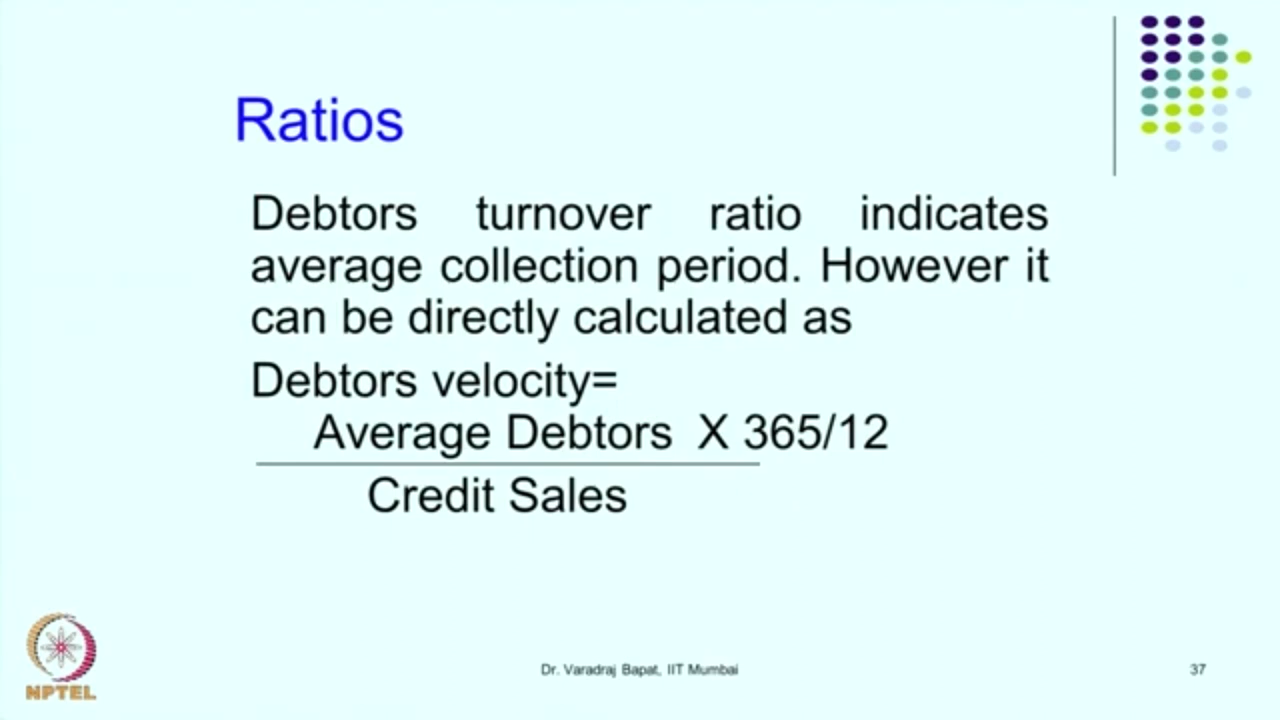 Ratios
Debtors turnover ratio indicates
average collection period. However it
can be directly calculated as
Debtors velocity=
Average Debtors X 365/12
Credit Sales
NPTEL
Dr. Varadraj Bapat, IIT Mumbai
37